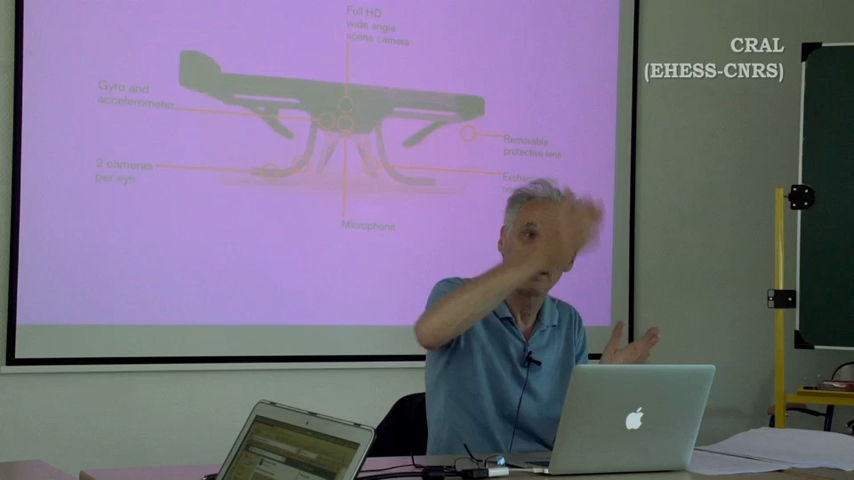 Full HD
wide angle
scene camera
CRAL
(EHESS-CNRS)
Gyro and
accelerometer
Removable
protective lens
2 cameras
per eye
Microphone